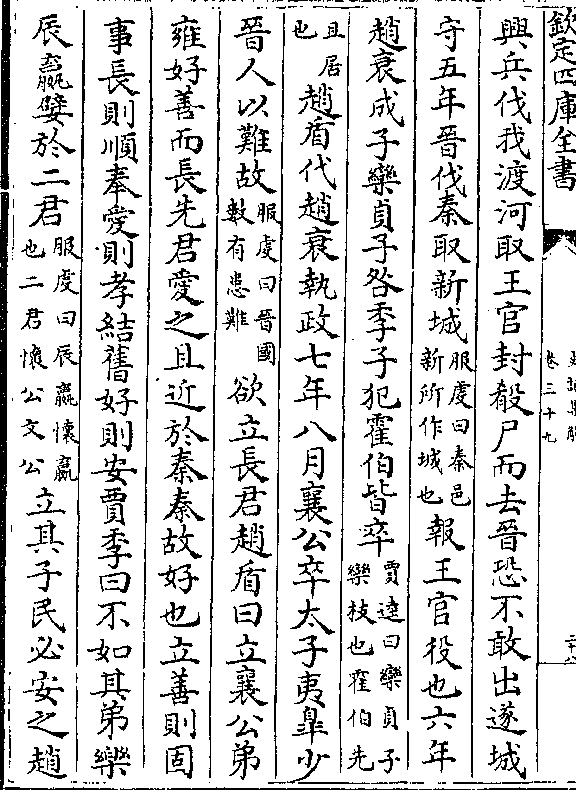 欽定四庫全書
史記集解
卷三十九
二十八
興兵伐我渡河取王官封殽尸而去晉恐不敢出遂城
守五年晉伐秦取新城服虔曰秦邑新所作城也報王官役也六年
趙衰成子欒貞子咎季子犯霍伯皆卒賈逵曰欒貞子欒枝也霍伯先
且居也趙盾代趙衰執政七年八月襄公卒太子夷臯少
晉人以難故服虔曰晉國數有患難欲立長君趙盾曰立襄公弟
雍好善而長先君愛之且近於秦秦故好也立善則固
事長則順奉愛則孝結舊好則安賈季曰不如其弟欒
辰嬴嬖於二君服虔曰辰嬴懷嬴也二君懷公文公立其子民必安之趙